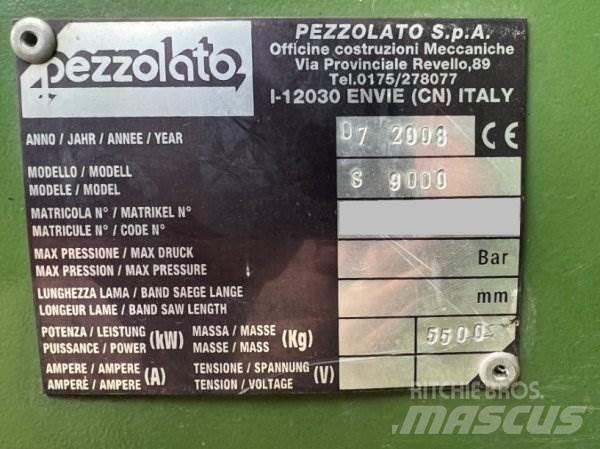 pezzolato
PEZZOLATO S.p.A.
Officine costruzioni Meccaniche
Via Provinciale Revello,89
Tel.0175/278077
I-12030 ENVIE (CN) ITALY
ANNO / JAHR / ANNEE / YEAR 07 2008 CE
MODELLO / MODELL
MODELE / MODEL S 9000
MATRICOLA N° / MATRIKEL N°
MATRICULE N° / CODE N°
MAX PRESSIONE / MAX DRUCK
MAX PRESSION / MAX PRESSURE Bar
LUNGHEZZA LAMA / BAND SAEGE LANGE
LONGEUR LAME / BAND SAW LENGTH mm
POTENZA / LEISTUNG (kW) MASSA / MASSE (Kg) 5500
PUISSANCE / POWER MASSE / MASS
AMPERE / AMPERE (A) TENSIONE / SPANNUNG (V)
AMPERÉ / AMPERE TENSION / VOLTAGE
RITCHIE BROS.
MASCUS